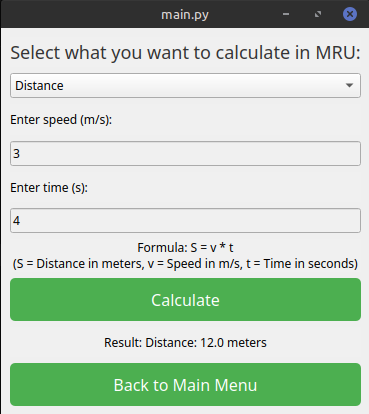 main.py
Select what you want to calculate in MRU:
Distance
Enter speed (m/s):
3
Enter time (s):
4
Formula: S = v * t
(S = Distance in meters, v = Speed in m/s, t = Time in seconds)
Calculate
Result: Distance: 12.0 meters
Back to Main Menu